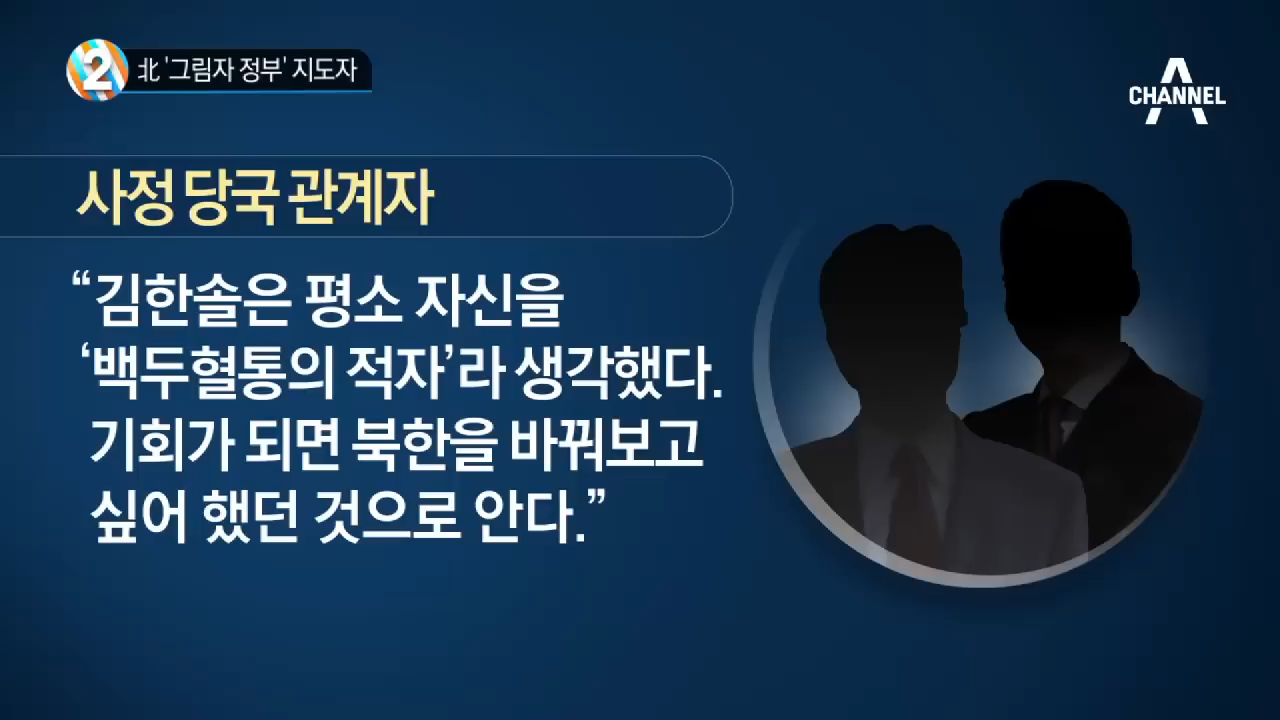 2 北 '그림자 정부' 지도자
CHANNEL A
사정 당국 관계자
“김한솔은 평소 자신을
‘백두혈통의 적자’라 생각했다.
기회가 되면 북한을 바꿔보고
싶어 했던 것으로 안다.”